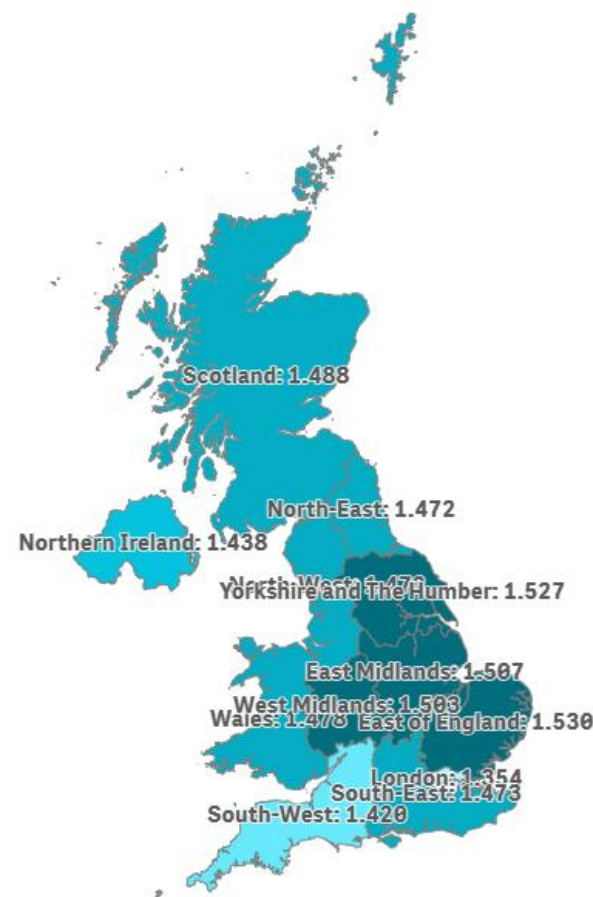 Scotland: 1.488
North-East: 1.472
Northern Ireland: 1.438
North-West:
Yorkshire and The Humber: 1.527
East Midlands: 1.507
West Midlands: 1.503
Wales: 1.478
East of England: 1.530
London: 1.354
South-East: 1.473
South-West: 1.420